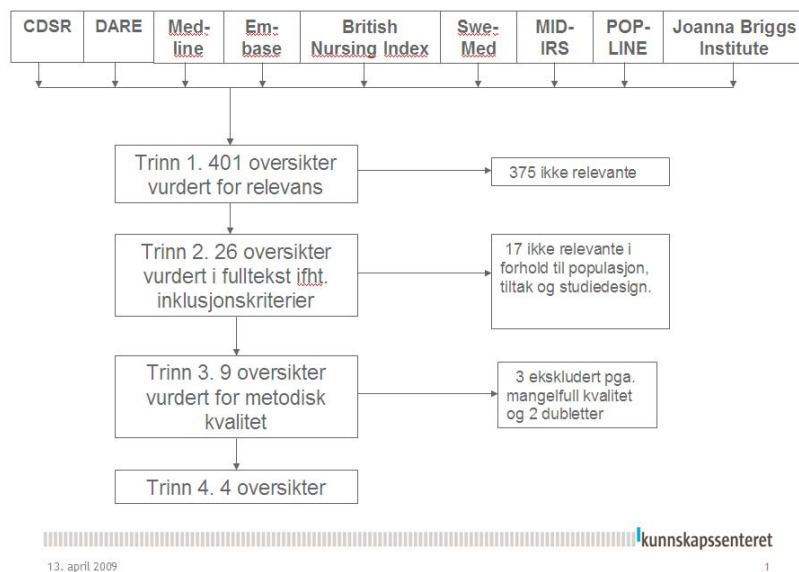 CDSR
DARE
Med-
line
Em-
base
British
Nursing Index
Swe-
Med
MID-
IRS
POP-
LINE
Joanna Briggs
Institute
Trinn 1. 401 oversikter
vurdert for relevans
375 ikke relevante
Trinn 2. 26 oversikter
vurdert i fulltekst ifht.
inklusjonskriterier
17 ikke relevante i
forhold til populasjon,
tiltak og studiedesign.
Trinn 3. 9 oversikter
vurdert for metodisk
kvalitet
3 ekskludert pga.
mangelfull kvalitet
og 2 dubletter
Trinn 4. 4 oversikter
kunnskapssenteret
13. april 2009
1